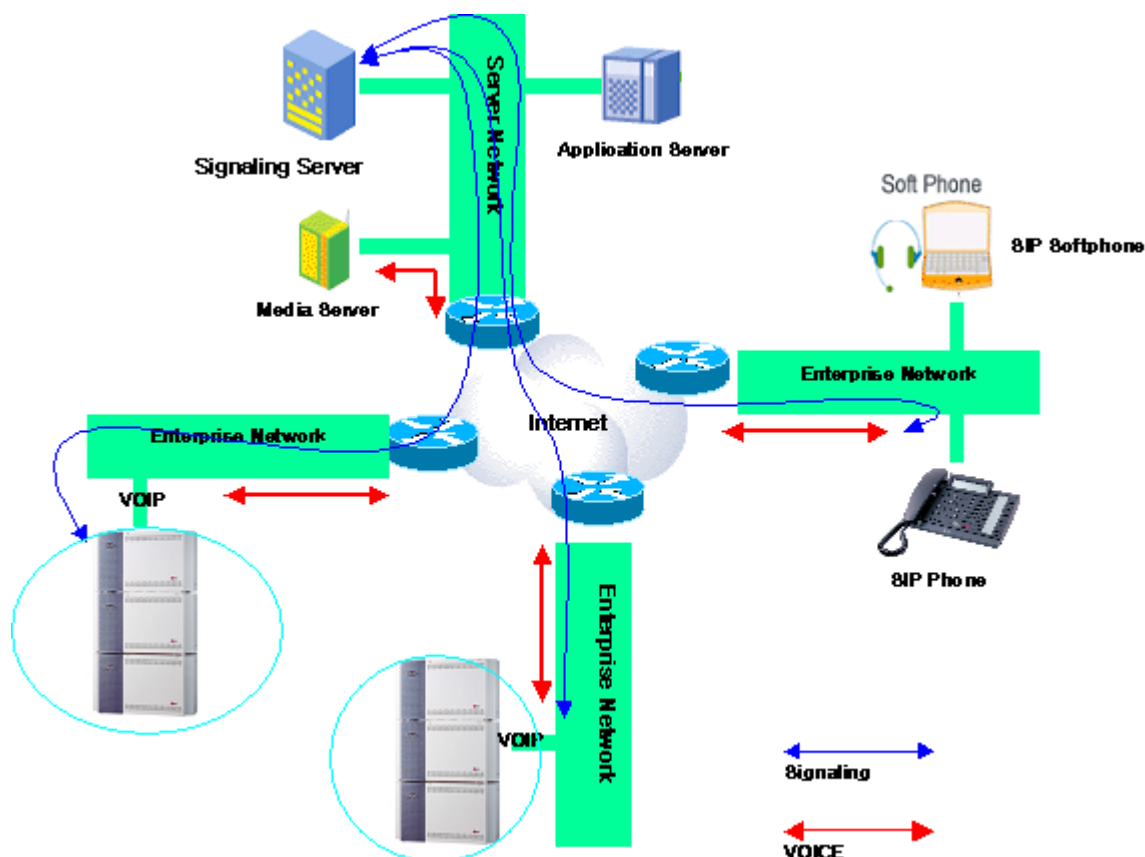 Server Network
Signaling Server
Application Server
Media Server
Soft Phone
SIP Softphone
Enterprise Network
Internet
Enterprise Network
VOIP
SIP Phone
Enterprise Network
VOIP
Signaling
VOICE